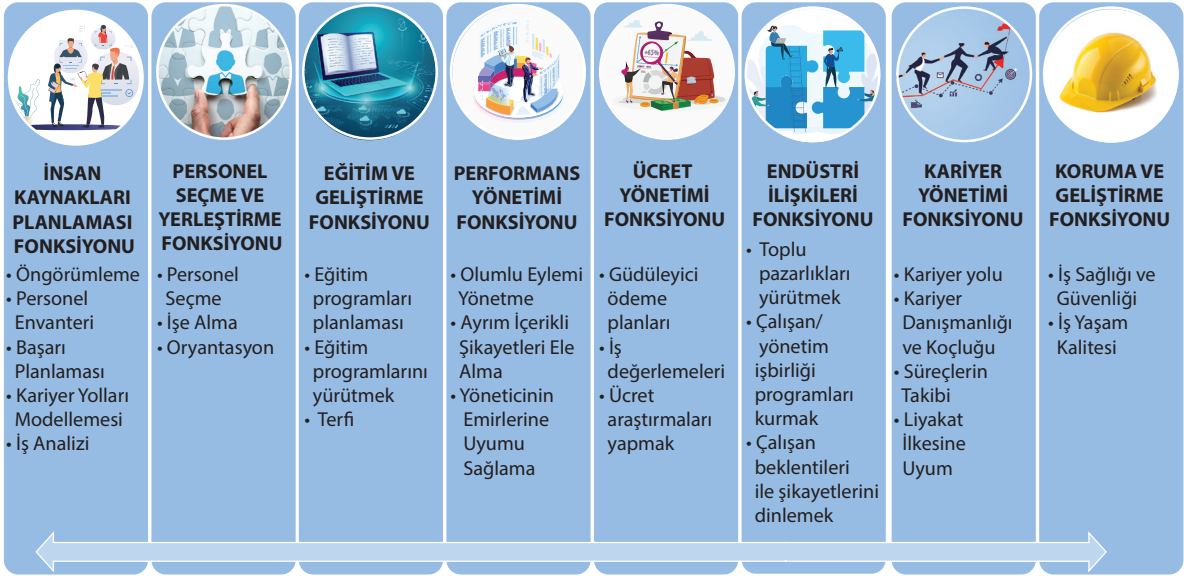 İNSAN
KAYNAKLARI
PLANLAMASI
FONKSİYONU
• Öngörümleme
• Personel
Envanteri
• Başarı
Planlaması
• Kariyer Yolları
Modellemesi
• İş Analizi
PERSONEL
SEÇME VE
YERLEŞTİRME
FONKSİYONU
• Personel
Seçme
• İşe Alma
• Oryantasyon
EĞİTİM VE
GELİŞTİRME
FONKSİYONU
• Eğitim
programları
planlaması
• Eğitim
programlarını
yürütmek
• Terfi
PERFORMANS
YÖNETİMİ
FONKSİYONU
• Olumlu Eylemi
Yönetme
• Ayrım İçerikli
Şikayetleri Ele
Alma
• Yöneticinin
Emirlerine
Uyumu
Sağlama
+65%
ÜCRET
YÖNETİMİ
FONKSİYONU
• Güdüleyici
ödeme
planları
• İş
değerlemeleri
• Ücret
araştırmaları
yapmak
ENDÜSTRİ
İLİŞKİLERİ
FONKSİYONU
• Toplu
pazarlıkları
yürütmek
• Çalışan/
yönetim
işbirliği
programları
kurmak
• Çalışan
beklentileri
ile şikayetlerini
dinlemek
KARİYER
YÖNETİMİ
FONKSİYONU
• Kariyer yolu
• Kariyer
Danışmanlığı
ve Koçluğu
• Süreçlerin
Takibi
• Liyakat
İlkesine
Uyum
KORUMA VE
GELİŞTİRME
FONKSİYONU
• İş Sağlığı ve
Güvenliği
• İş Yaşam
Kalitesi